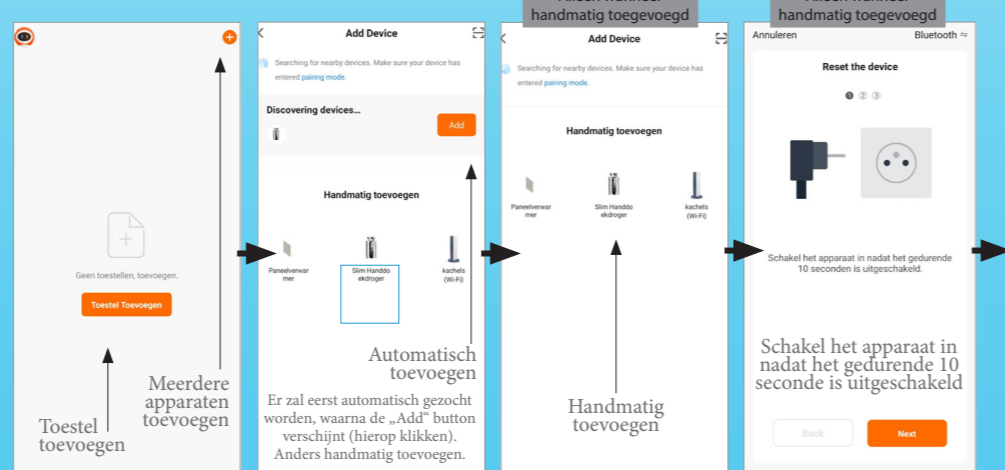 Geen toestellen, toevoegen.
Toestel Toevoegen
Toestel
toevoegen
Meerdere
apparaten
toevoegen
Add Device
Searching for nearby devices. Make sure your device has
entered pairing mode.
Discovering devices...
Add
Handmatig toevoegen
Paneelverwar
mer
Slim Handdo
ekdroger
kachels
(Wi-Fi)
Automatisch
toevoegen
Er zal eerst automatisch gezocht
worden, waarna de „Add“ button
verschijnt (hierop klikken).
Anders handmatig toevoegen.
Alleen wanneer
handmatig toegevoegd
Add Device
Searching for nearby devices. Make sure your device has
entered pairing mode.
Handmatig toevoegen
Paneelverwar
mer
Slim Handdo
ekdroger
kachels
(Wi-Fi)
Handmatig
toevoegen
Alleen wanneer
handmatig toegevoegd
Annuleren Bluetooth
Reset the device
1 2 3
Schakel het apparaat in nadat het gedurende
10 seconden is uitgeschakeld.
Schakel het apparaat in
nadat het gedurende 10
seconde is uitgeschakeld
Back Next